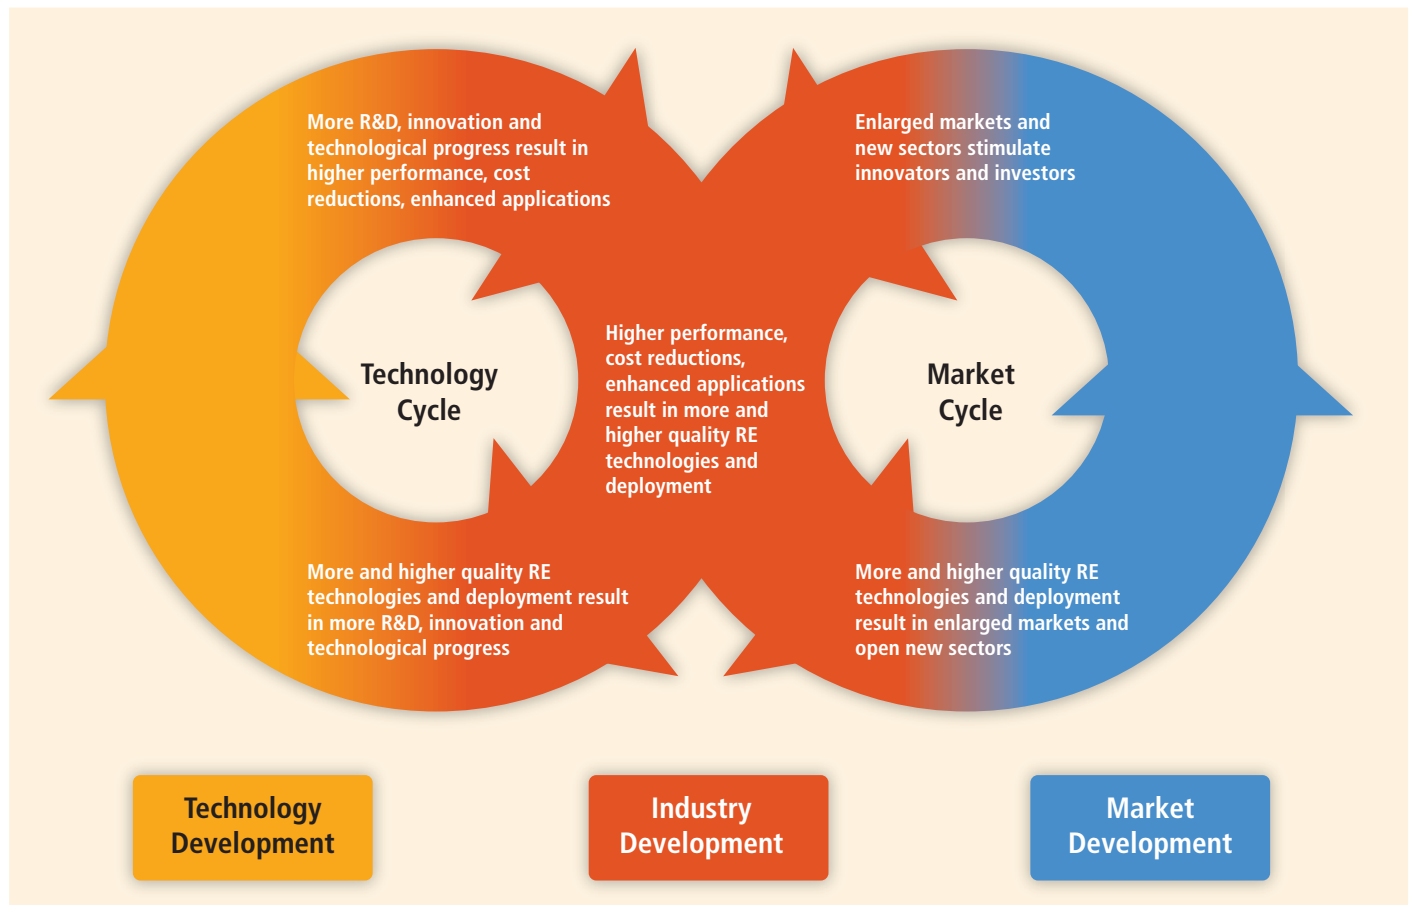 More R&D, innovation and
technological progress result in
higher performance, cost
reductions, enhanced applications
Enlarged markets and
new sectors stimulate
innovators and investors
Technology
Cycle
Higher performance,
cost reductions,
enhanced applications
result in more and
higher quality RE
technologies and
deployment
Market
Cycle
More and higher quality RE
technologies and deployment result
in more R&D, innovation and
technological progress
More and higher quality RE
technologies and deployment
result in enlarged markets and
open new sectors
Technology
Development
Industry
Development
Market
Development